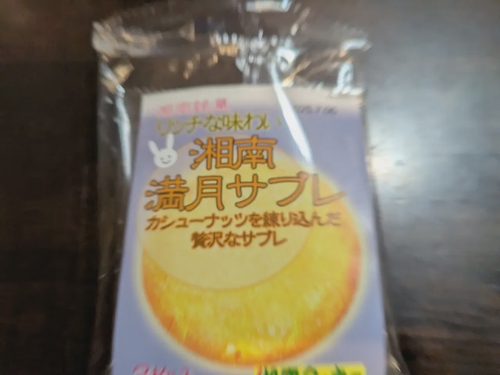 リッチな味わい
湘南
満月サブレ
カシューナッツを練り込んだ
贅沢なサブレ